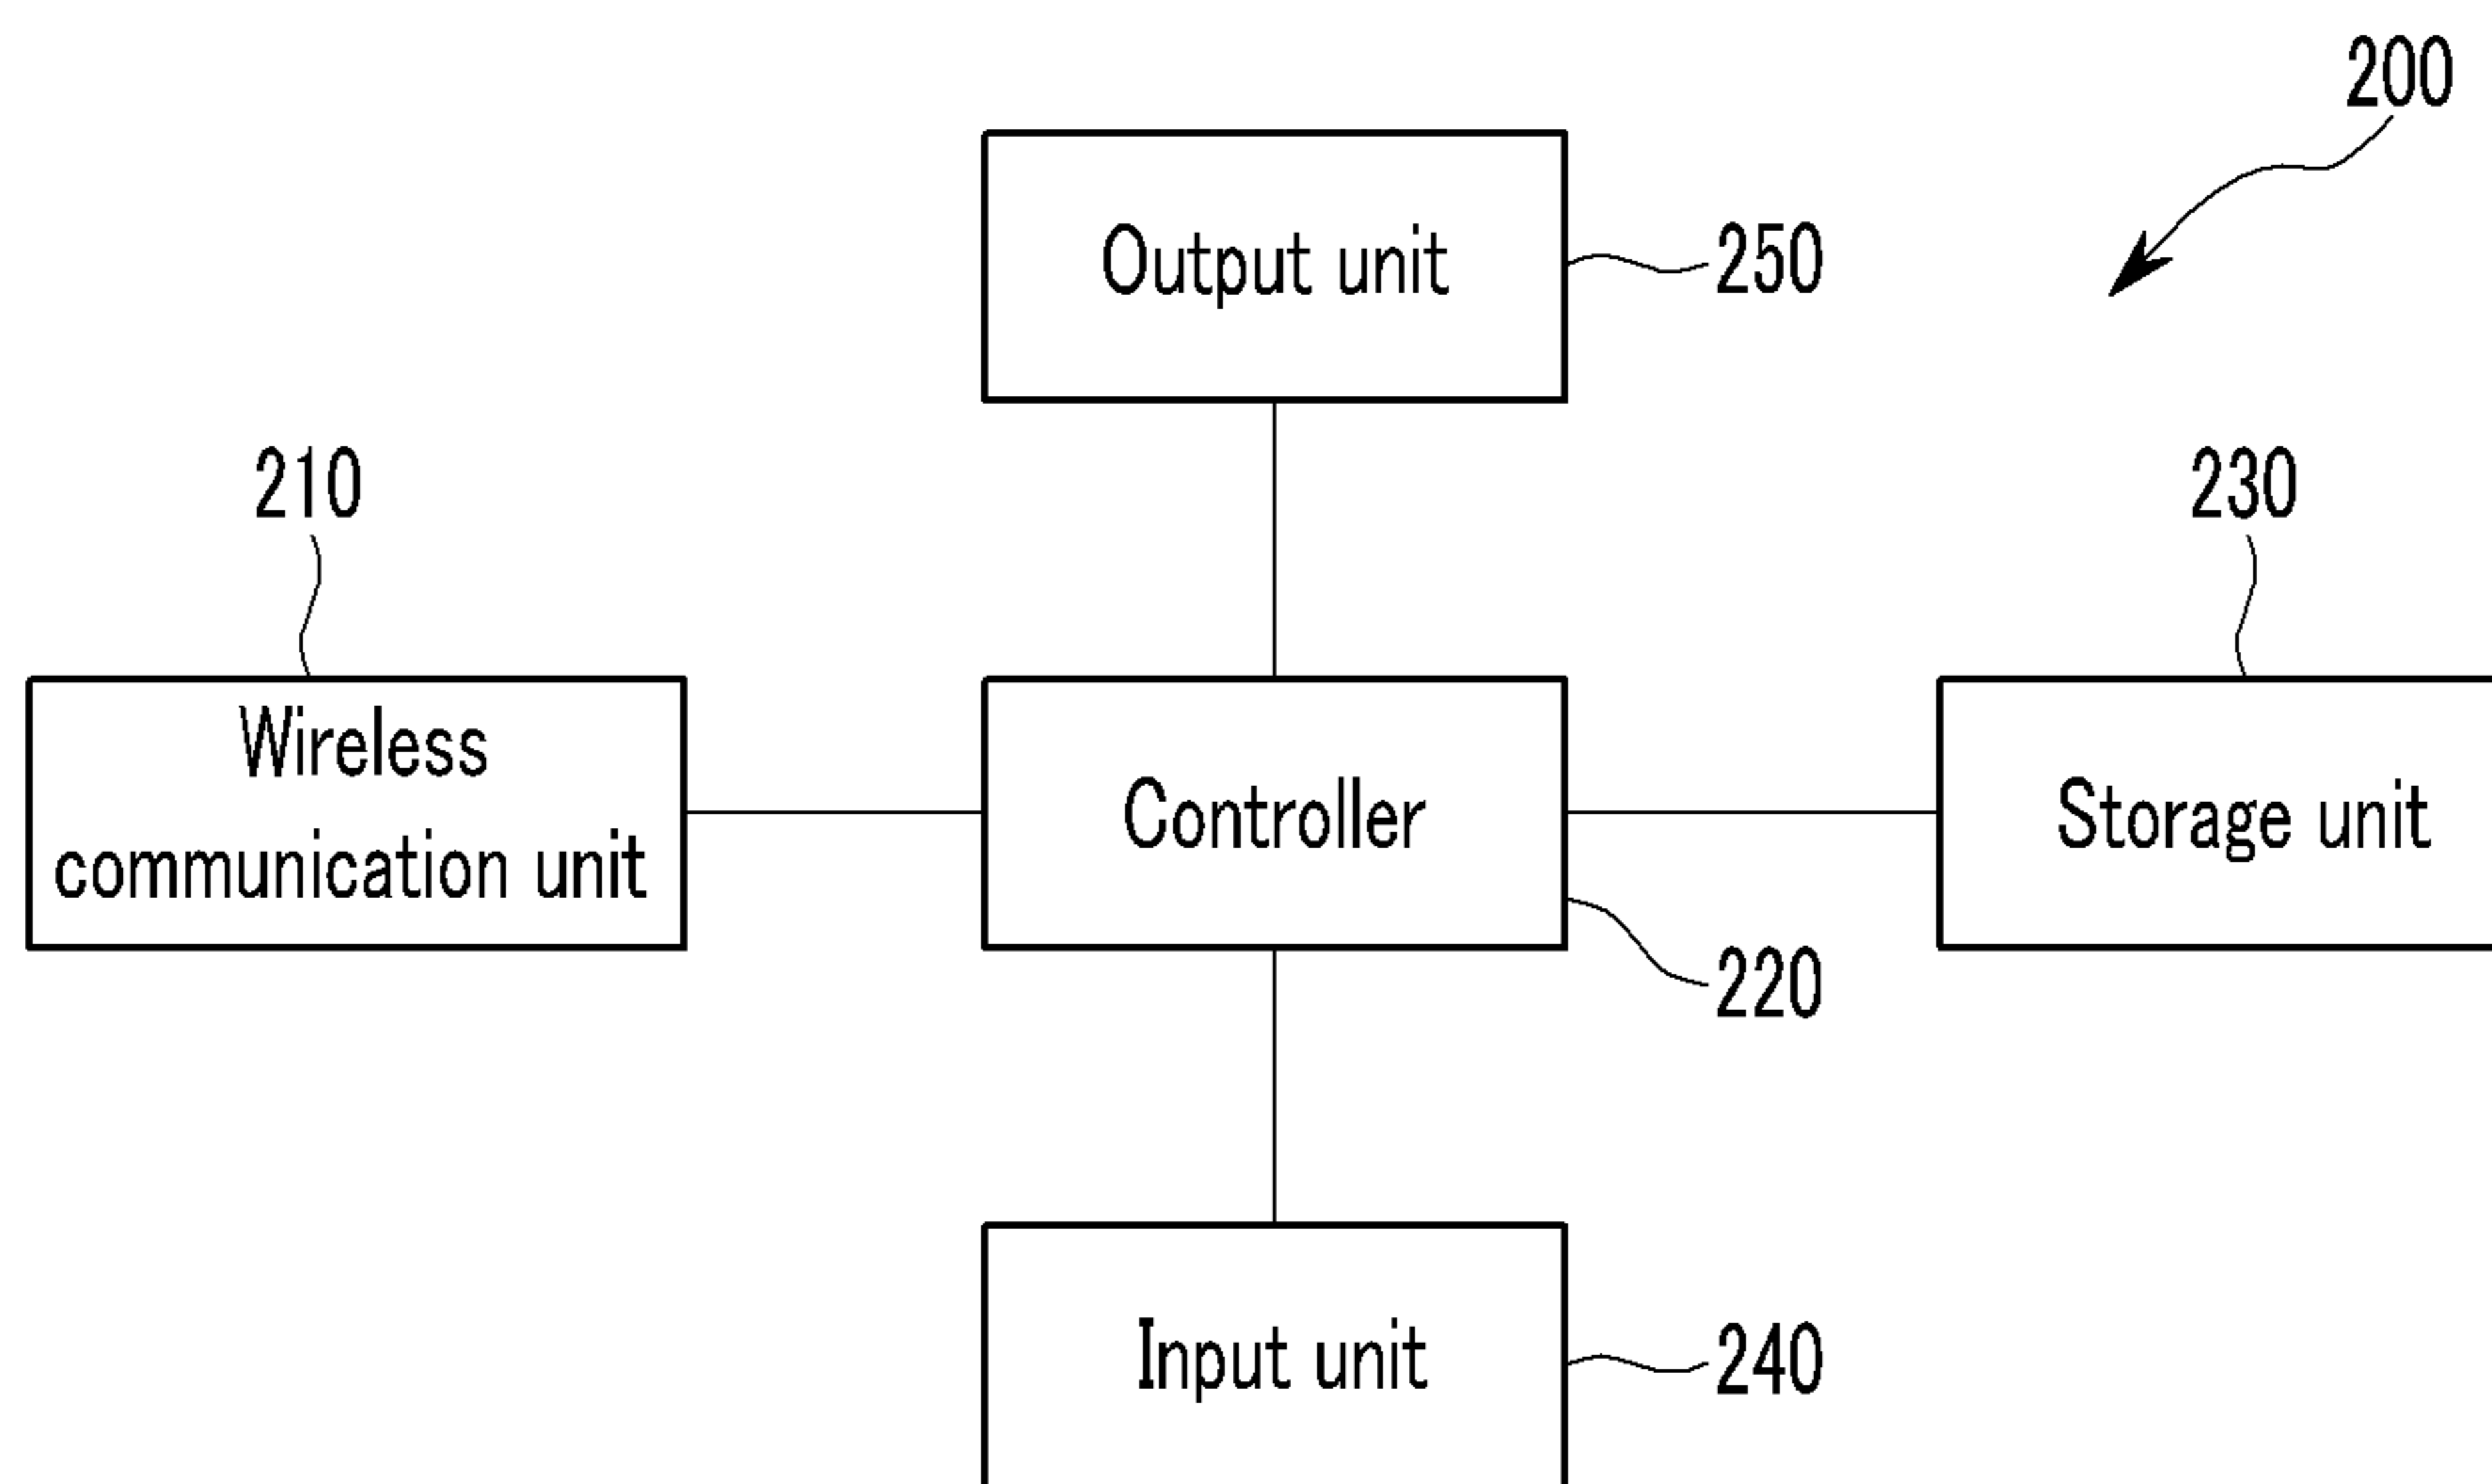 200
Output unit
250
210
230
Wireless
communication unit
Controller
Storage unit
220
Input unit
240